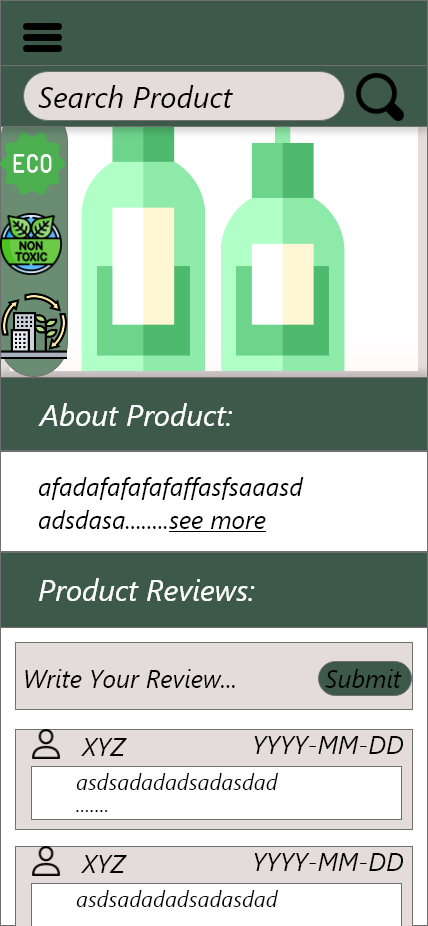 Search Product
ECO
NON
TOXIC
About Product:
afadafafafafaffasfsaaasd
adsdasa........see more
Product Reviews:
Write Your Review...
Submit
XYZ
YYYY-MM-DD
asdsadadadsadasdad
.......
XYZ
YYYY-MM-DD
asdsadadadsadasdad